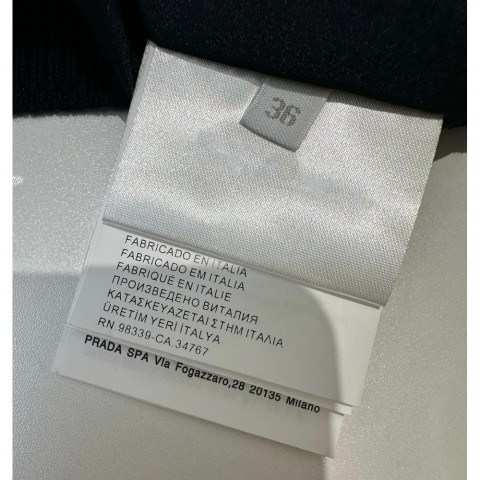 36
FABRICADO EN ITALIA
FABRICADO EM ITALIA
FABRIQUÉ EN ITALIE
ПРОИЗВЕДЕНО ВИТАЛИЯ
ΚΑΤΑΣΚΕΥΑΖΕΤΑΙ ΣΤΗΜ ΙΤΑΛΙΑ
ÜRETİM YERİ İTALYA
RN.98339-CA.34767
PRADA SPA Via Fogazzaro,28 20135 Milano